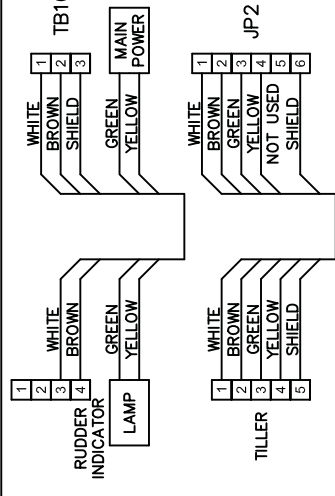 1
2
3
4
WHITE
BROWN
RUDDER
INDICATOR
GREEN
YELLOW
LAMP
WHITE
BROWN
SHIELD
1
2
3
GREEN
YELLOW
MAIN
POWER
1
2
3
4
5
WHITE
BROWN
GREEN
YELLOW
SHIELD
TILLER
WHITE
BROWN
GREEN
YELLOW
NOT USED
SHIELD
1
2
3
4
5
6
JP2